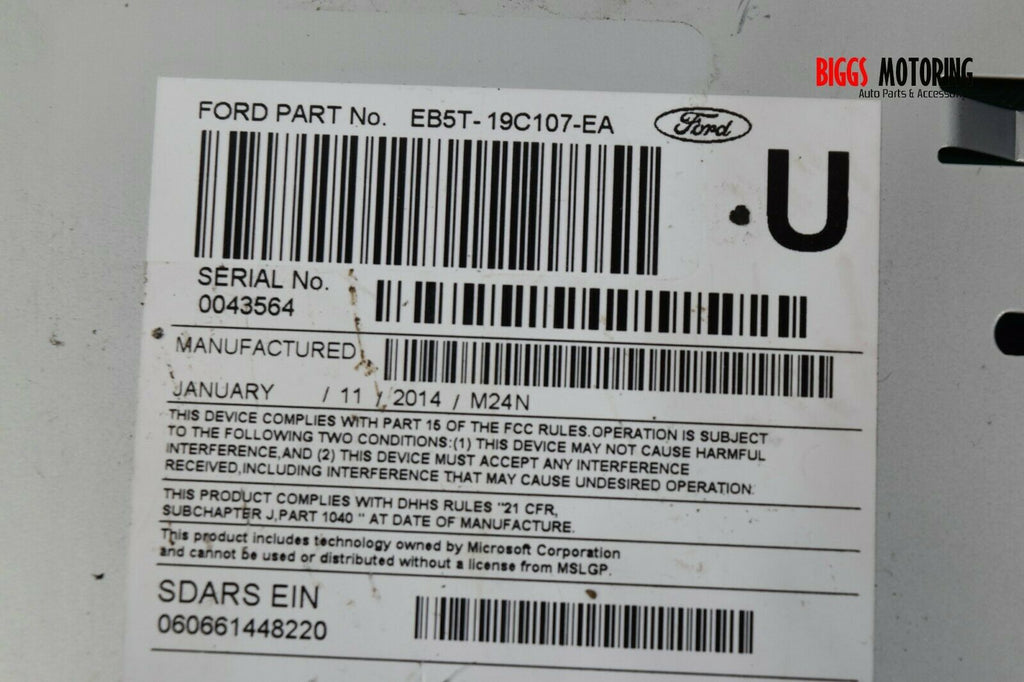 BIGGS MOTORING
Auto Parts & Accessory
FORD PART No. EB5T-19C107-EA Ford
U
SERIAL No.
0043564
MANUFACTURED
JANUARY / 11 / 2014 / M24N
THIS DEVICE COMPLIES WITH PART 15 OF THE FCC RULES.OPERATION IS SUBJECT
TO THE FOLLOWING TWO CONDITIONS:(1) THIS DEVICE MAY NOT CAUSE HARMFUL
INTERFERENCE,AND (2) THIS DEVICE MUST ACCEPT ANY INTERFERENCE
RECEIVED,INCLUDING INTERFERENCE THAT MAY CAUSE UNDESIRED OPERATION.
THIS PRODUCT COMPLIES WITH DHHS RULES "21 CFR,
SUBCHAPTER J,PART 1040 " AT DATE OF MANUFACTURE.
This product includes technology owned by Microsoft Corporation
and cannot be used or distributed without a license from MSLGP.
SDARS EIN
060661448220